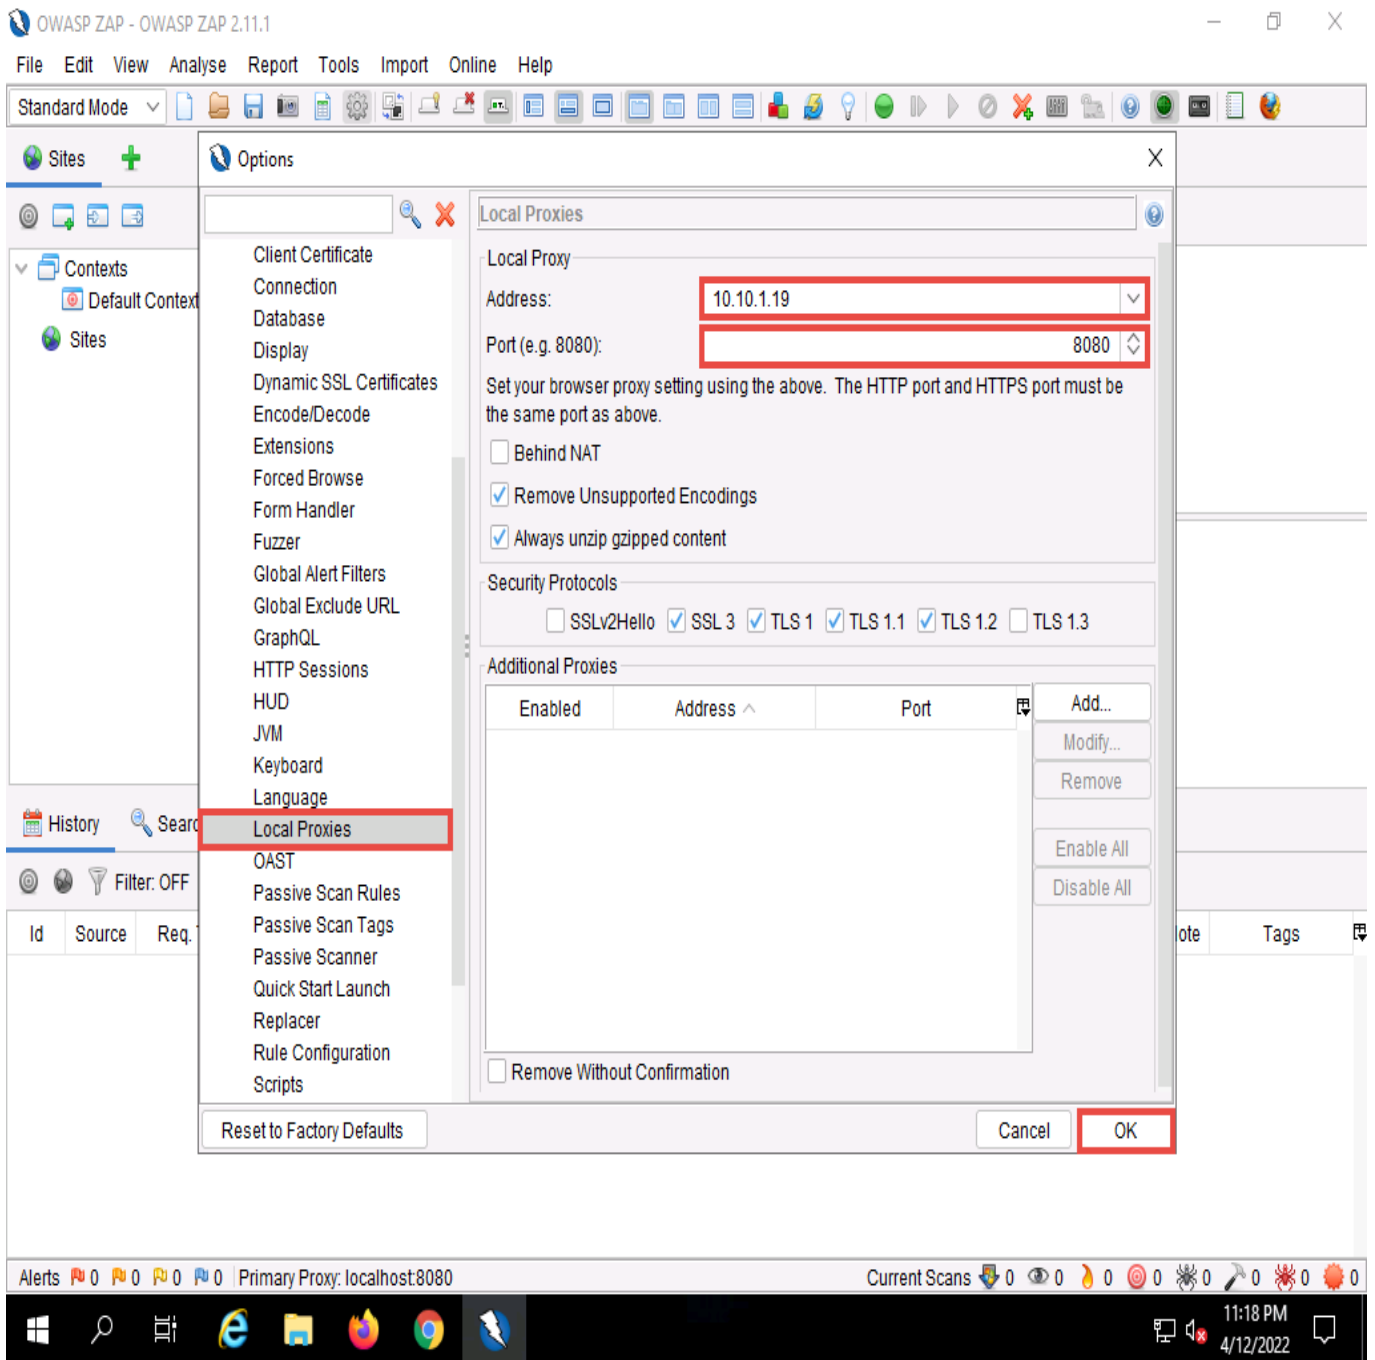 OWASP ZAP - OWASP ZAP 2.11.1
File Edit View Analyse Report Tools Import Online Help
Standard Mode
Sites
Options
Local Proxies
Contexts
Default Context
Sites
Client Certificate
Connection
Database
Display
Dynamic SSL Certificates
Encode/Decode
Extensions
Forced Browse
Form Handler
Fuzzer
Global Alert Filters
Global Exclude URL
GraphQL
HTTP Sessions
HUD
JVM
Keyboard
Language
Local Proxies
OAST
Passive Scan Rules
Passive Scan Tags
Passive Scanner
Quick Start Launch
Replacer
Rule Configuration
Scripts
Local Proxy
Address: 10.10.1.19
Port (e.g. 8080): 8080
Set your browser proxy setting using the above. The HTTP port and HTTPS port must be
the same port as above.
Behind NAT
Remove Unsupported Encodings
Always unzip gzipped content
Security Protocols
SSLv2Hello SSL 3 TLS 1 TLS 1.1 TLS 1.2 TLS 1.3
Additional Proxies
Enabled Address Port
Add...
Modify...
Remove
Enable All
Disable All
Remove Without Confirmation
Reset to Factory Defaults Cancel OK
History Searc
Filter: OFF
Id Source Req. lote Tags
Alerts 0 0 0 0 Primary Proxy: localhost:8080 Current Scans 0 0 0 0 0 0 0 0
11:18 PM
4/12/2022